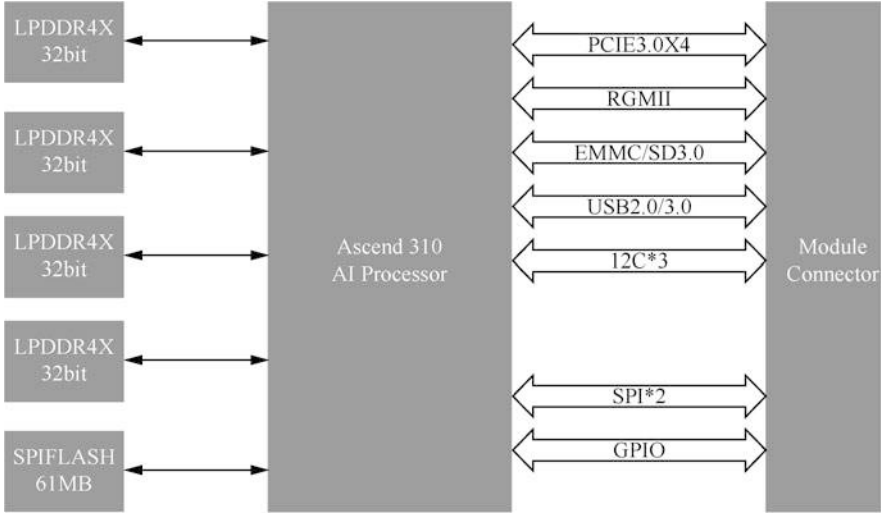 LPDDR4X
32bit
LPDDR4X
32bit
LPDDR4X
32bit
LPDDR4X
32bit
SPIFLASH
61MB
Ascend 310
AI Processor
PCIE3.0X4
RGMII
EMMC/SD3.0
USB2.0/3.0
12C*3
SPI*2
GPIO
Module
Connector